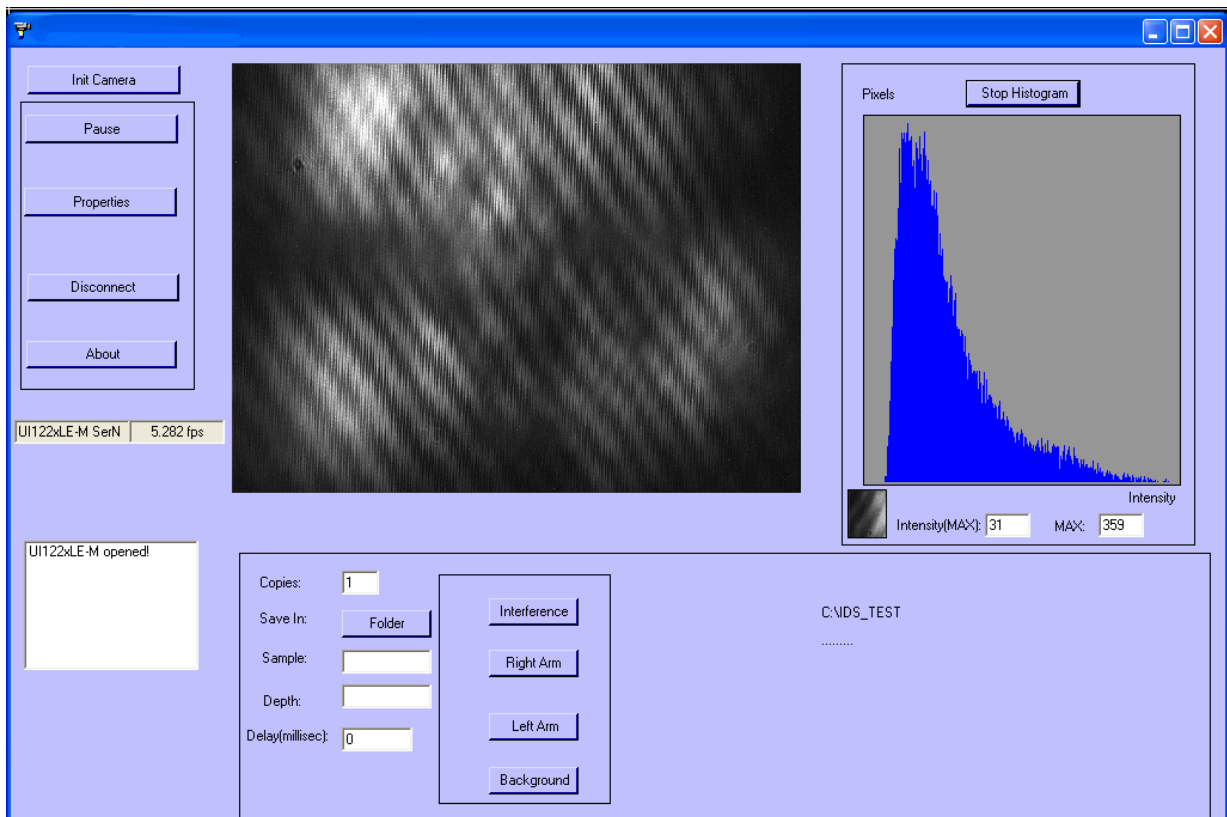 Init Camera
Pause
Properties
Disconnect
About
UI122xLE-M SerN 5.282 fps
UI122xLE-M opened!
Pixels Stop Histogram
Intensity
Intensity(MAX): 31 MAX: 359
Copies: 1
Save In: Folder
Sample:
Depth:
Delay(millisec): 0
Interference
Right Arm
Left Arm
Background
C:\IDS_TEST
.........